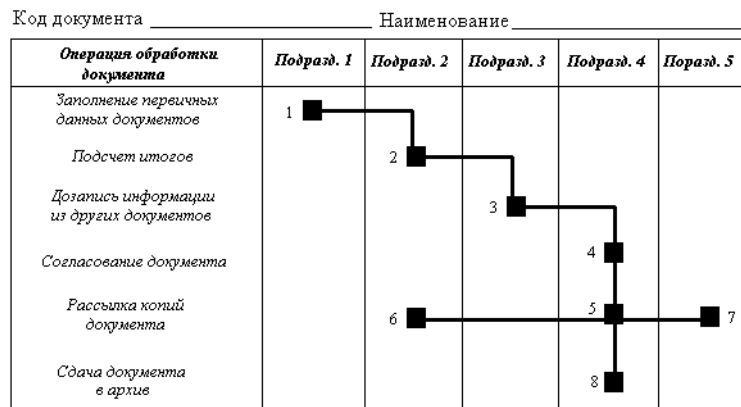 Код документа Наименование
Операция обработки
документа
Подразд. 1
Подразд. 2
Подразд. 3
Подразд. 4
Поразд. 5
Заполнение первичных
данных документов
1
Подсчет итогов
2
Дозапись информации
из других документов
3
Согласование документа
4
Рассылка копий
документа
6
5
7
Сдача документа
в архив
8